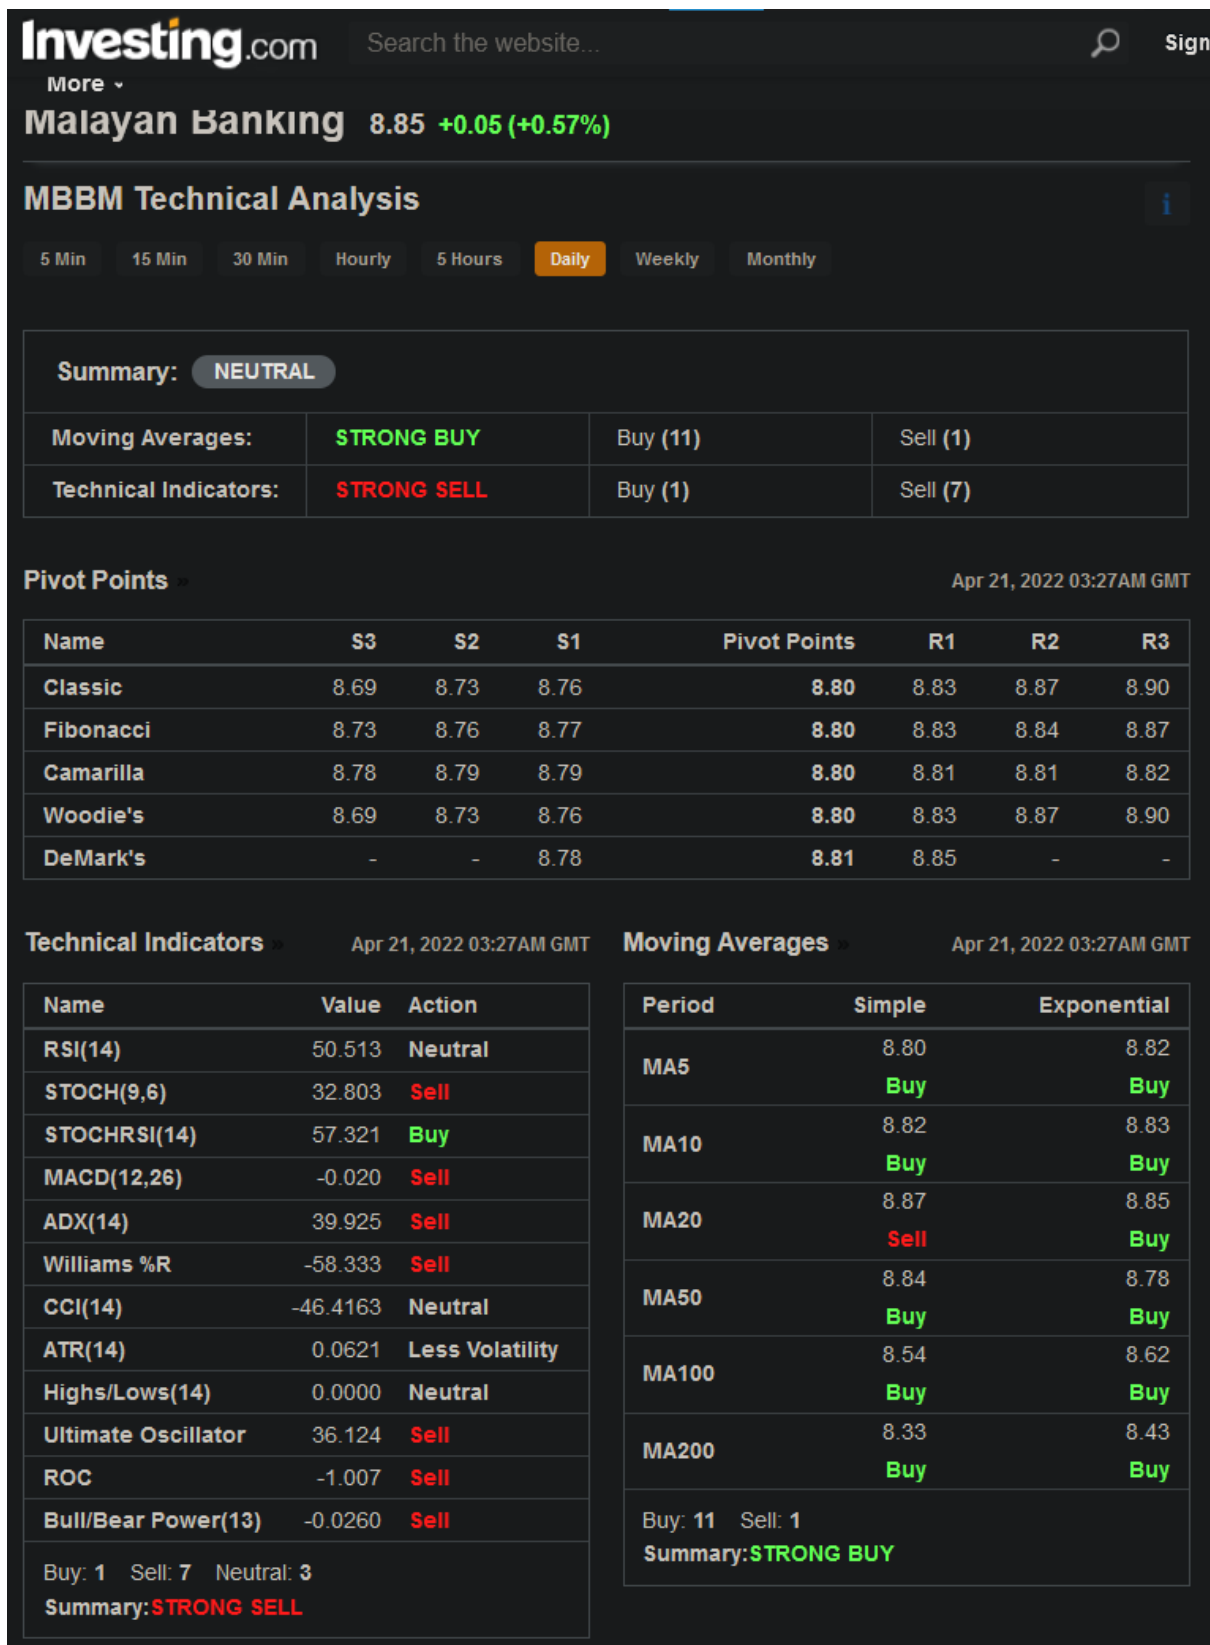 Investing.com Search the website... Sign
More
Malayan Banking 8.85 +0.05 (+0.57%)
MBBM Technical Analysis
5 Min 15 Min 30 Min Hourly 5 Hours Daily Weekly Monthly
Summary: NEUTRAL
Moving Averages: STRONG BUY Buy (11) Sell (1)
Technical Indicators: STRONG SELL Buy (1) Sell (7)
Pivot Points » Apr 21, 2022 03:27AM GMT
Name S3 S2 S1 Pivot Points R1 R2 R3
Classic 8.69 8.73 8.76 8.80 8.83 8.87 8.90
Fibonacci 8.73 8.76 8.77 8.80 8.83 8.84 8.87
Camarilla 8.78 8.79 8.79 8.80 8.81 8.81 8.82
Woodie's 8.69 8.73 8.76 8.80 8.83 8.87 8.90
DeMark's - - 8.78 8.81 8.85 - -
Technical Indicators » Apr 21, 2022 03:27AM GMT
Name Value Action
RSI(14) 50.513 Neutral
STOCH(9,6) 32.803 Sell
STOCHRSI(14) 57.321 Buy
MACD(12,26) -0.020 Sell
ADX(14) 39.925 Sell
Williams %R -58.333 Sell
CCI(14) -46.4163 Neutral
ATR(14) 0.0621 Less Volatility
Highs/Lows(14) 0.0000 Neutral
Ultimate Oscillator 36.124 Sell
ROC -1.007 Sell
Bull/Bear Power(13) -0.0260 Sell
Buy: 1 Sell: 7 Neutral: 3
Summary:STRONG SELL
Moving Averages » Apr 21, 2022 03:27AM GMT
Period Simple Exponential
MA5 8.80 8.82
Buy Buy
MA10 8.82 8.83
Buy Buy
MA20 8.87 8.85
Sell Buy
MA50 8.84 8.78
Buy Buy
MA100 8.54 8.62
Buy Buy
MA200 8.33 8.43
Buy Buy
Buy: 11 Sell: 1
Summary:STRONG BUY